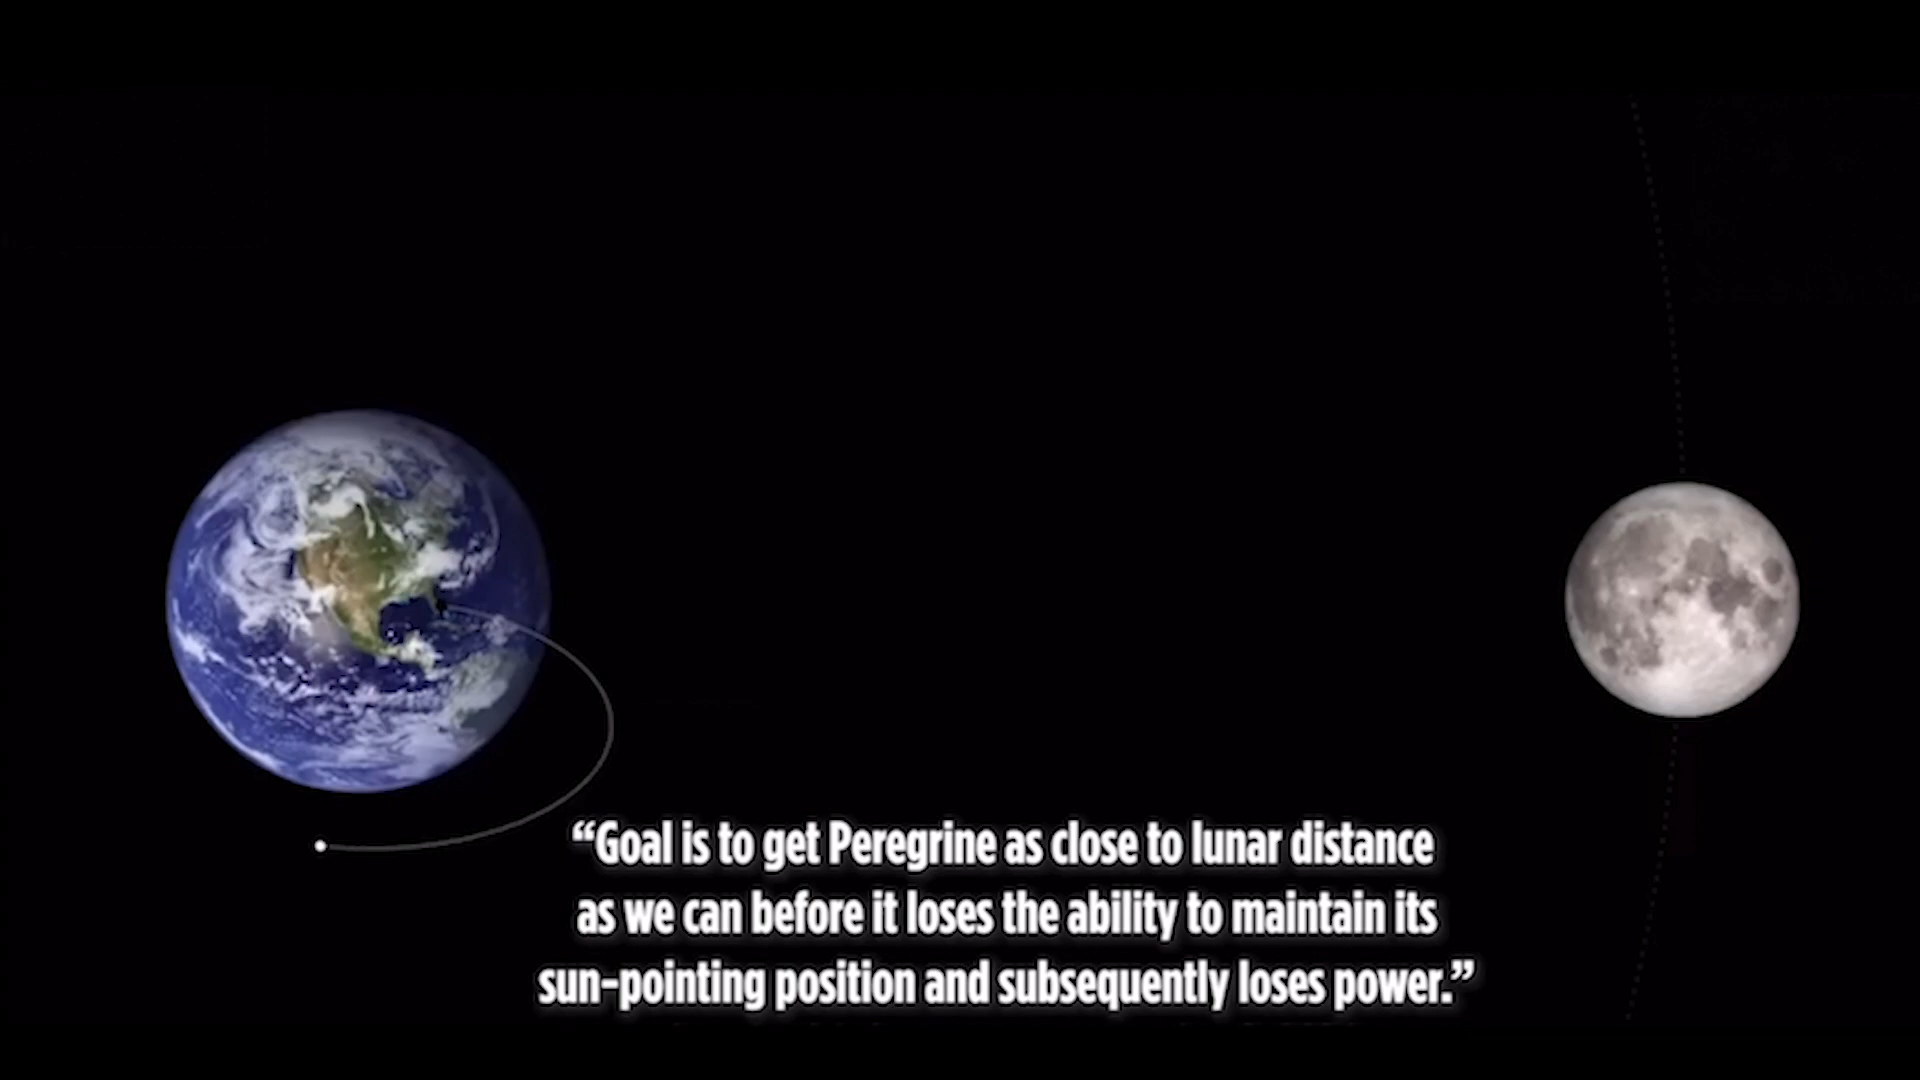 “Goal is to get Peregrine as close to lunar distance
as we can before it loses the ability to maintain its
sun-pointing position and subsequently loses power.”